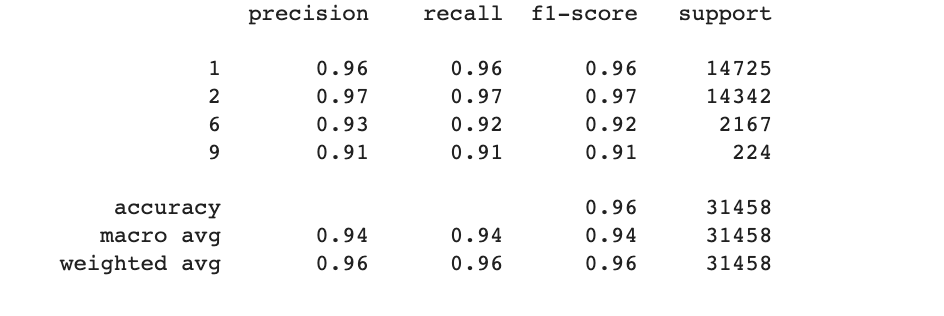 precision recall f1-score support
1 0.96 0.96 0.96 14725
2 0.97 0.97 0.97 14342
6 0.93 0.92 0.92 2167
9 0.91 0.91 0.91 224
accuracy 0.96 31458
macro avg 0.94 0.94 0.94 31458
weighted avg 0.96 0.96 0.96 31458